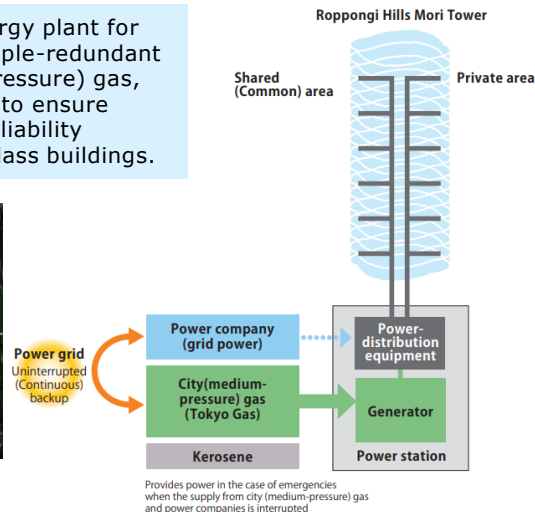 ergy plant for
ple-redundant
ressure) gas,
to ensure
liability
lass buildings.
Roppongi Hills Mori Tower
Shared
(Common) area
Private area
Power grid
Uninterrupted
(Continuous)
backup
Power company
(grid power)
City(medium-
pressure) gas
(Tokyo Gas)
Kerosene
Power-
distribution
equipment
Generator
Power station
Provides power in the case of emergencies
when the supply from city (medium-pressure) gas
and power companies is interrupted